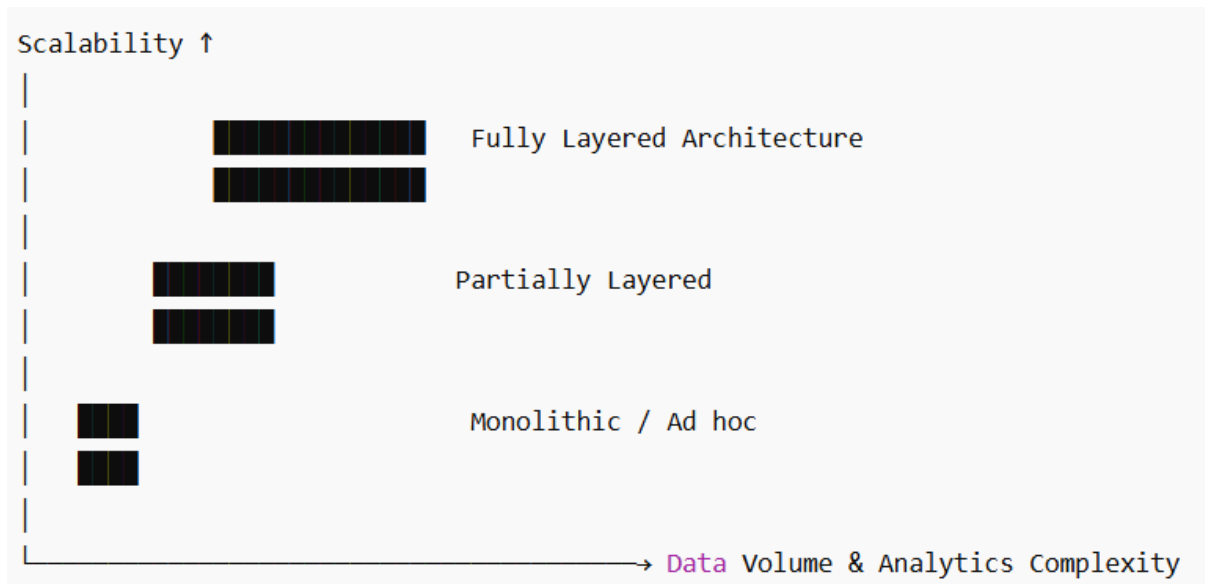 Scalability ↑
Fully Layered Architecture
Partially Layered
Monolithic / Ad hoc
→ Data Volume & Analytics Complexity